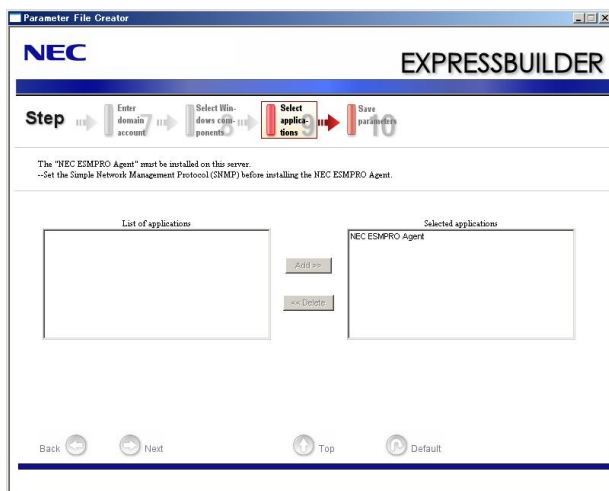 Parameter File Creator
NEC
EXPRESSBUILDER
Step
Enter
domain
account
7
Select Win-
dows com-
ponents
8
Select
applica-
tions
9
Save
parameters
10
The "NEC ESMPRO Agent" must be installed on this server.
--Set the Simple Network Management Protocol (SNMP) before installing the NEC ESMPRO Agent.
List of applications
Selected applications
NEC ESMPRO Agent
Add >>
<< Delete
Back
Next
Top
Default